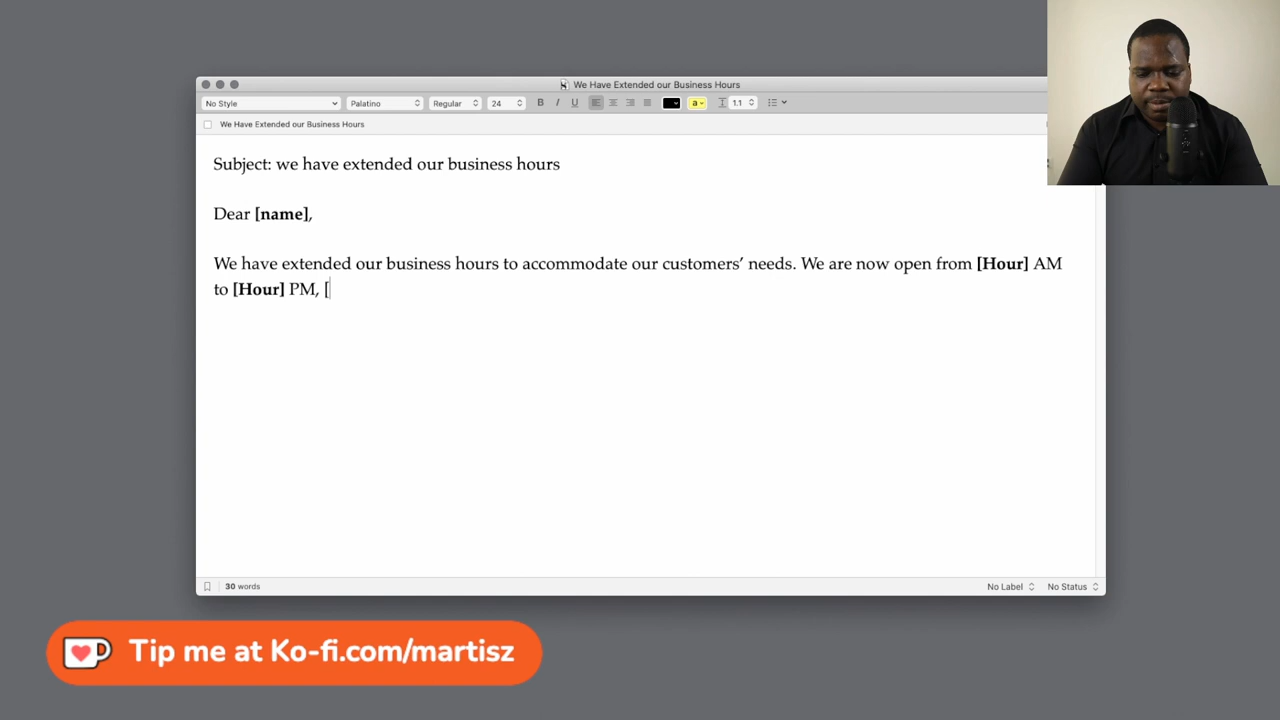 We Have Extended our Business Hours
No Style Palatino Regular 24 B I U a 1.1
We Have Extended our Business Hours
Subject: we have extended our business hours
Dear [name],
We have extended our business hours to accommodate our customers’ needs. We are now open from [Hour] AM
to [Hour] PM, [
30 words
No Label No Status
Tip me at Ko-fi.com/martisz